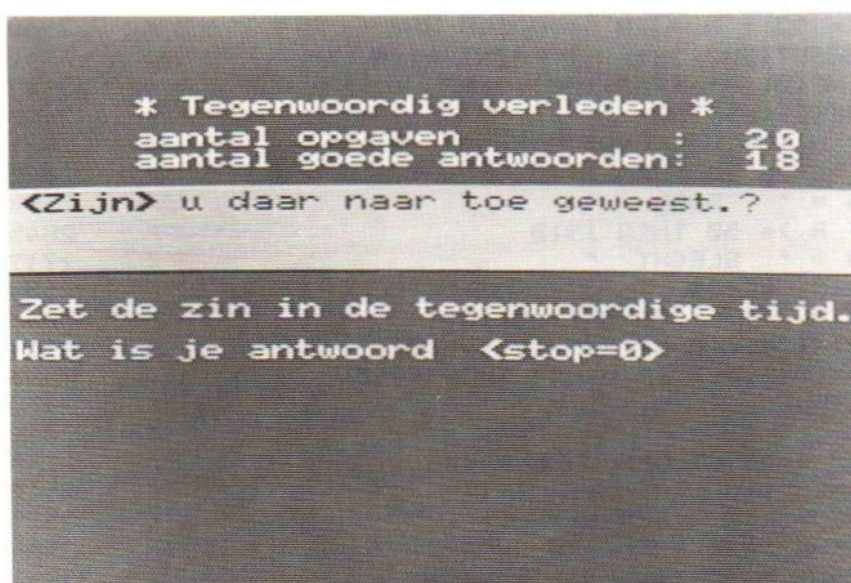 * Tegenwoordig verleden *
aantal opgaven : 20
aantal goede antwoorden: 18
<Zijn> u daar naar toe geweest.?
Zet de zin in de tegenwoordige tijd.
Wat is je antwoord <stop=0>